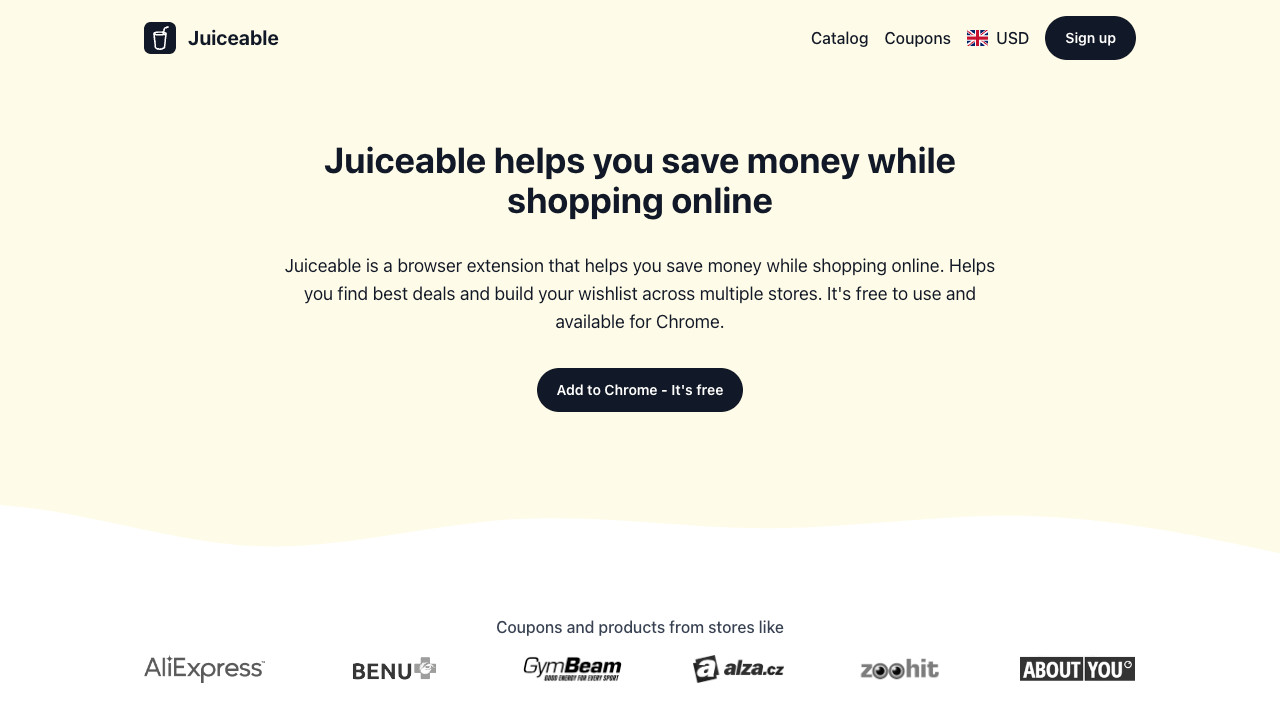 Juiceable
Catalog Coupons USD Sign up
Juiceable helps you save money while
shopping online
Juiceable is a browser extension that helps you save money while shopping online. Helps
you find best deals and build your wishlist across multiple stores. It's free to use and
available for Chrome.
Add to Chrome - It's free
Coupons and products from stores like
AliExpress
BENU
GymBeam
GOOD ENERGY FOR EVERY SPORT
a alza.cz
zoohit
ABOUT YOU